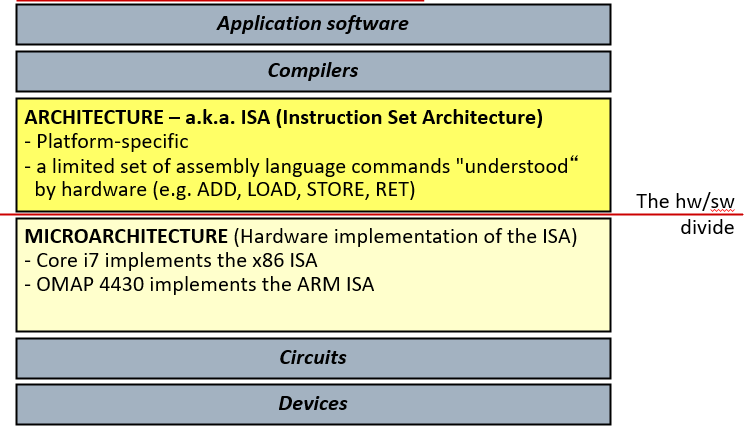 Application software
Compilers
ARCHITECTURE – a.k.a. ISA (Instruction Set Architecture)
- Platform-specific
- a limited set of assembly language commands "understood“
by hardware (e.g. ADD, LOAD, STORE, RET)
The hw/sw
divide
MICROARCHITECTURE (Hardware implementation of the ISA)
- Core i7 implements the x86 ISA
- OMAP 4430 implements the ARM ISA
Circuits
Devices